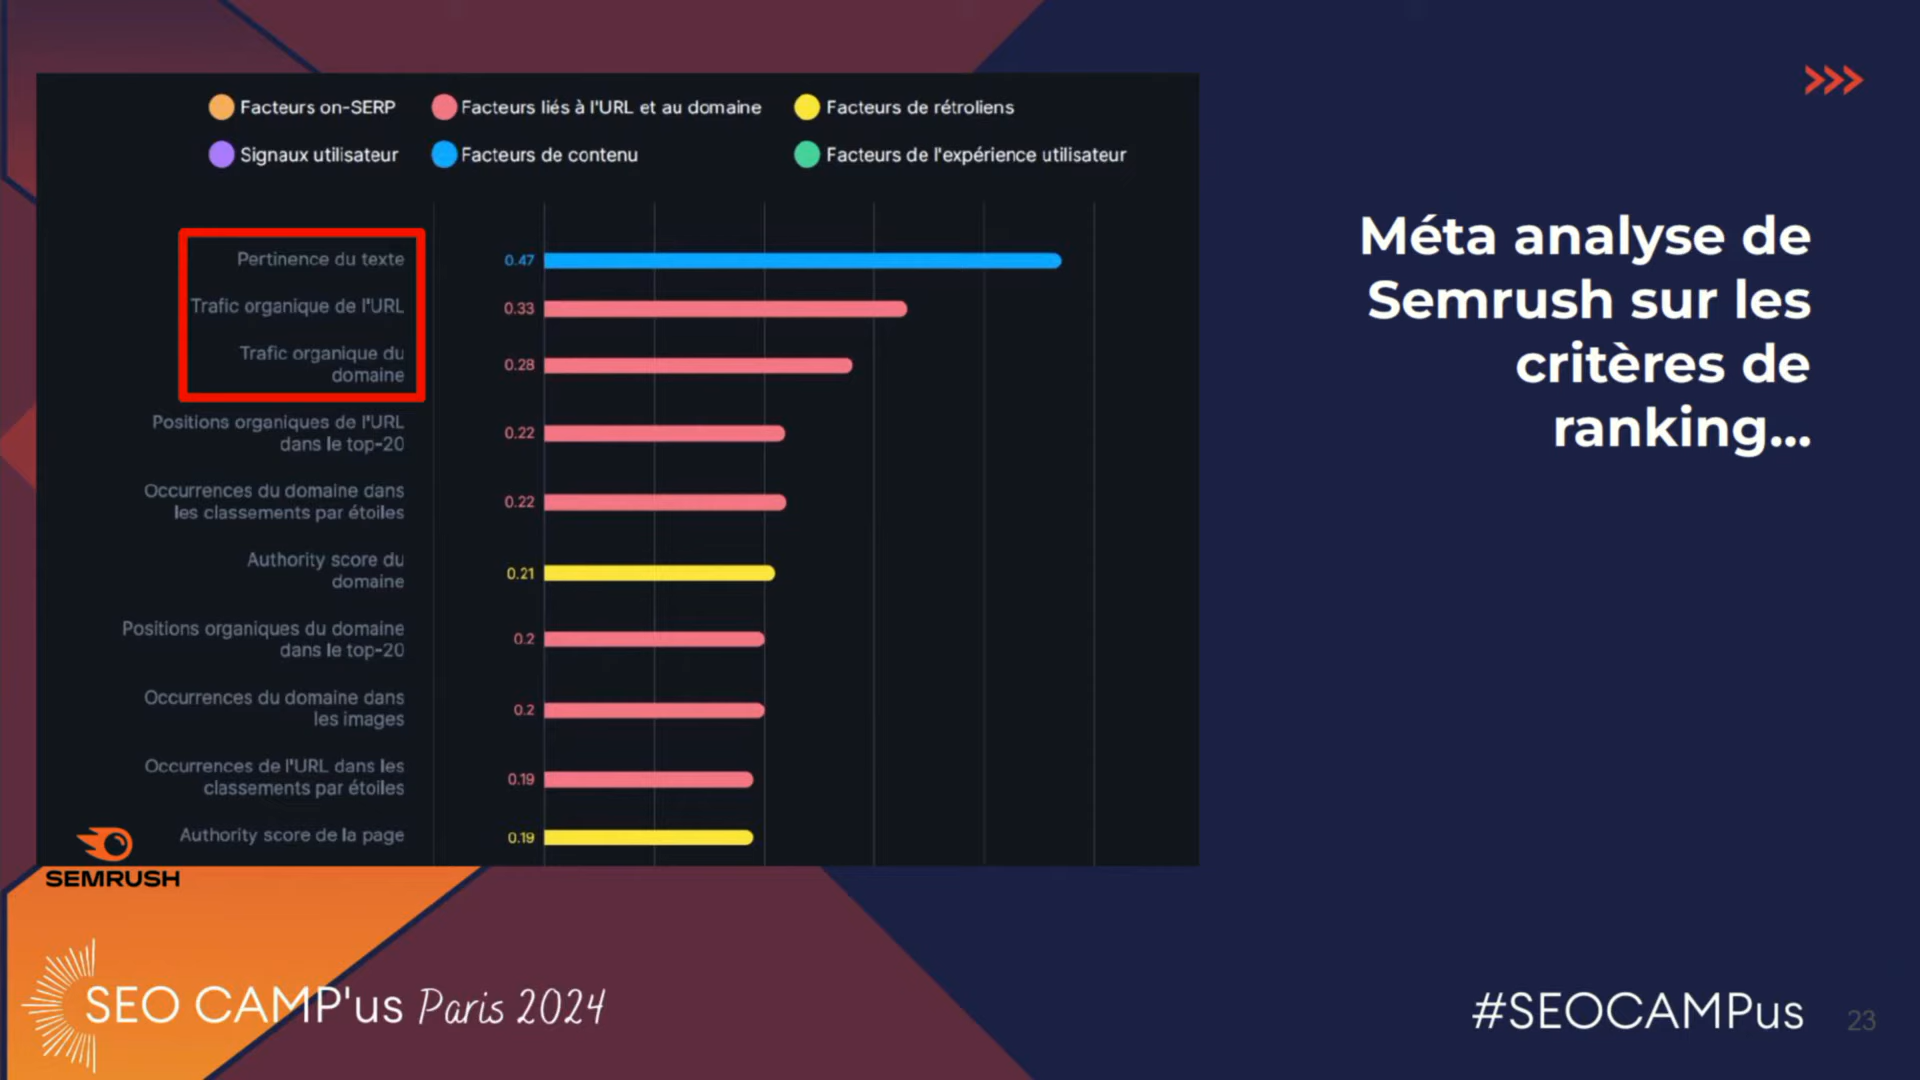 Facteurs on-SERP
Facteurs liés à l'URL et au domaine
Facteurs de rétroliens
Signaux utilisateur
Facteurs de contenu
Facteurs de l'expérience utilisateur
Pertinence du texte
0.47
Trafic organique de l'URL
0.33
Trafic organique du
domaine
0.28
Positions organiques de l'URL
dans le top-20
0.22
Occurrences du domaine dans
les classements par étoiles
0.22
Authority score du
domaine
0.21
Positions organiques du domaine
dans le top-20
0.2
Occurrences du domaine dans
les images
0.2
Occurrences de l'URL dans les
classements par étoiles
0.19
Authority score de la page
0.19
SEMRUSH
Méta analyse de
Semrush sur les
critères de
ranking...
SEO CAMP'us Paris 2024
#SEOCAMPus
23